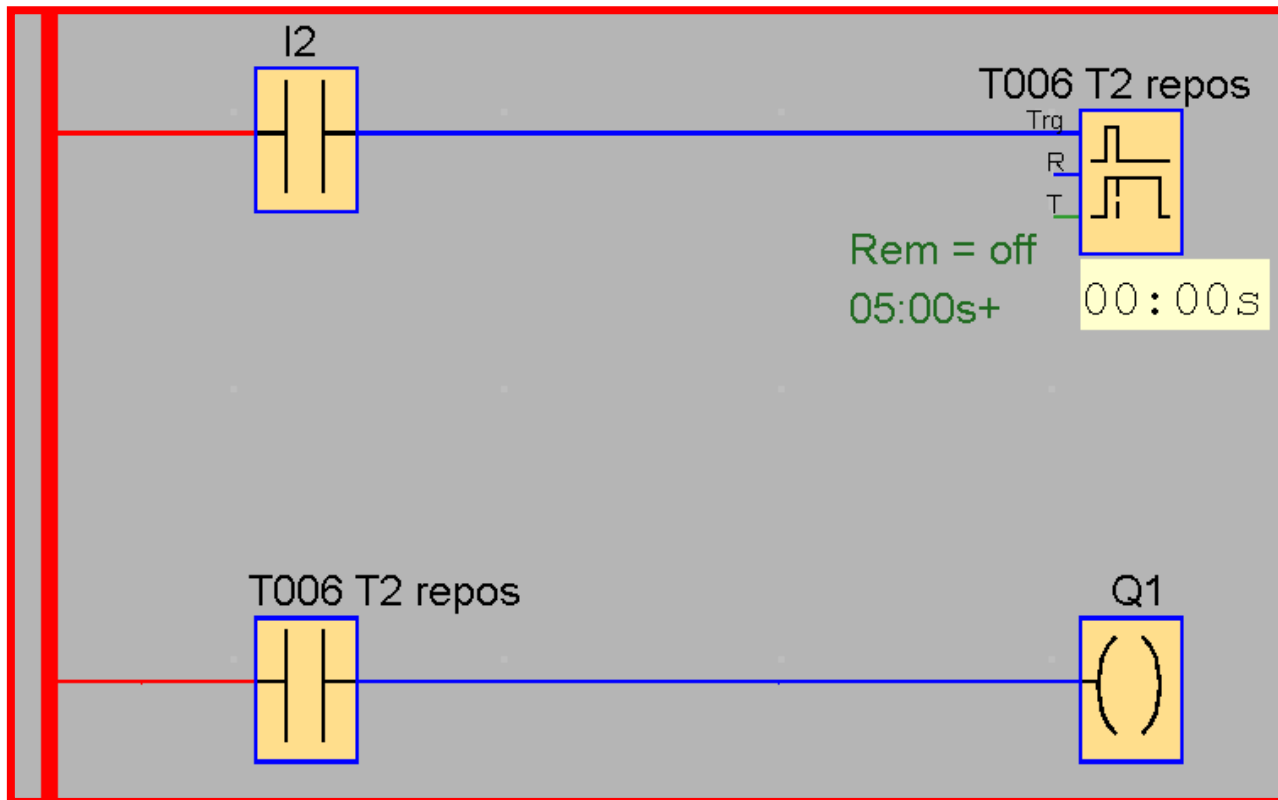 I2
T006 T2 repos
Trg
R
T
Rem = off
05:00s+
00:00s
T006 T2 repos
Q1